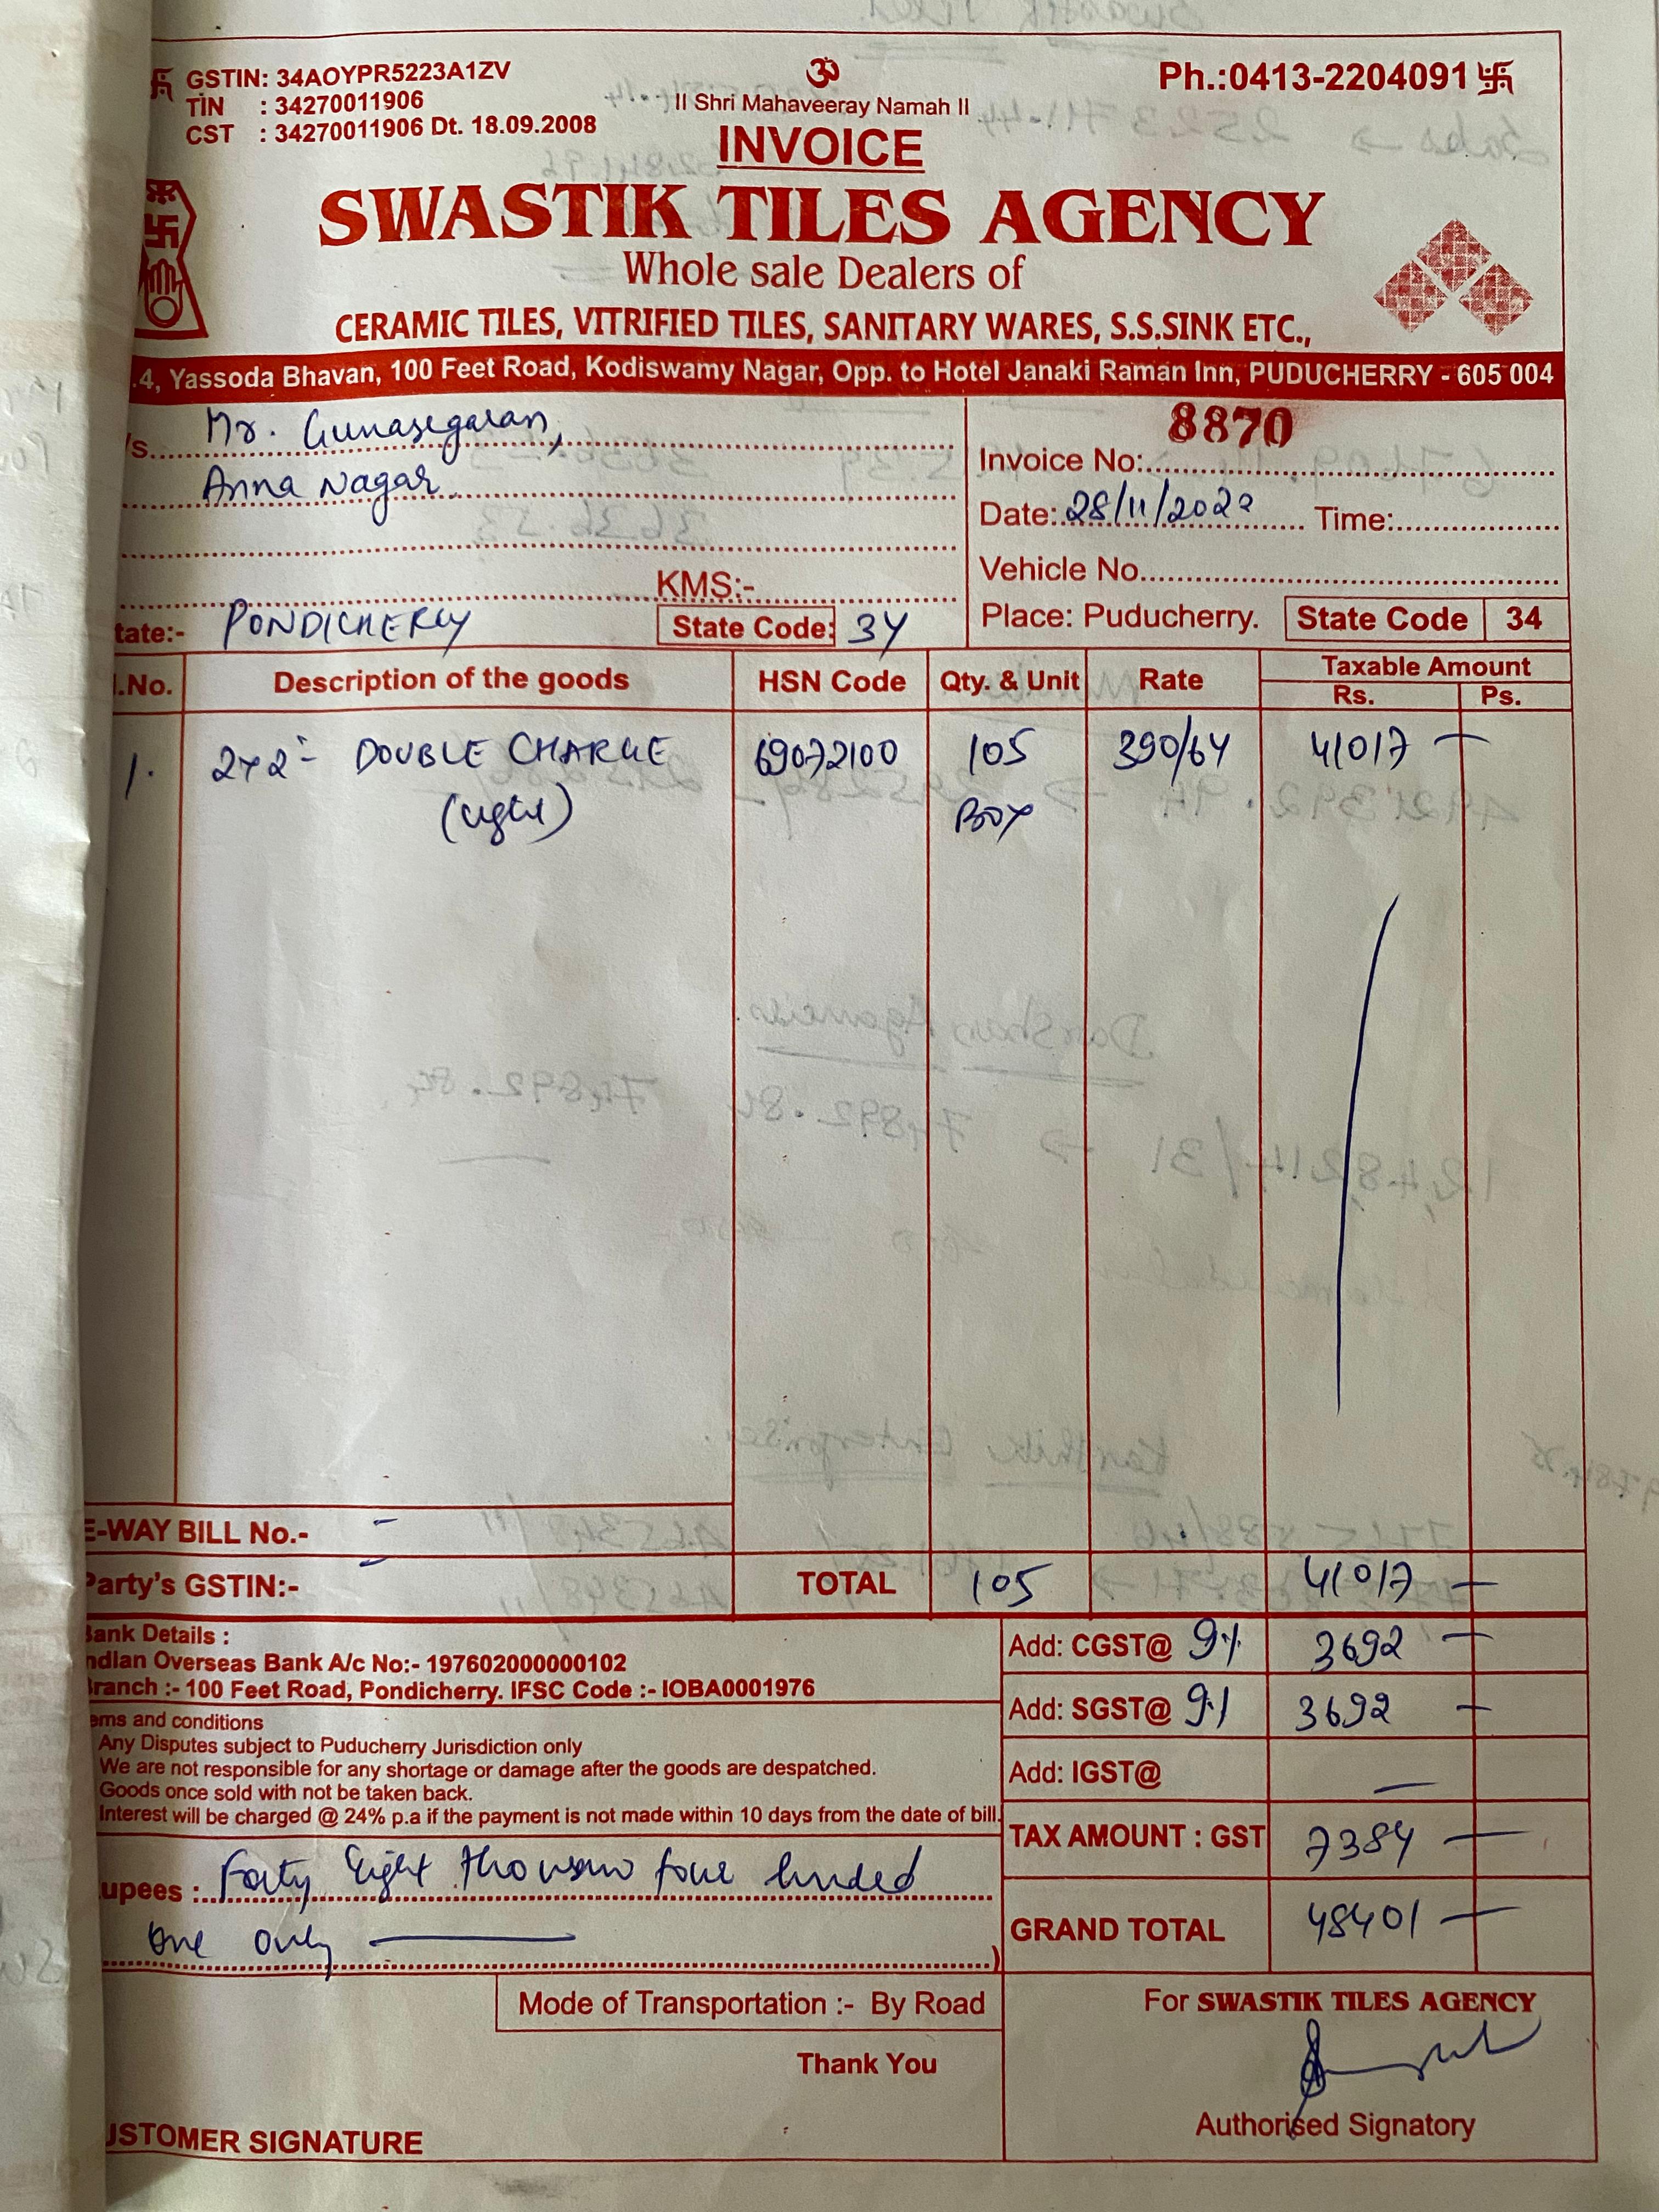 GSTIN: 34AOYPR5223A1ZV
TIN : 34270011906
CST : 34270011906 Dt. 18.09.2008
ॐ
II Shri Mahaveeray Namah II
Ph.:0413-2204091
INVOICE
SWASTIK TILES AGENCY
Whole sale Dealers of
CERAMIC TILES, VITRIFIED TILES, SANITARY WARES, S.S.SINK ETC.,
.4, Yassoda Bhavan, 100 Feet Road, Kodiswamy Nagar, Opp. to Hotel Janaki Raman Inn, PUDUCHERRY - 605 004
/s. Mr. Gunasegaran,
Anna Nagar.
KMS:-
tate:- PONDICHERRY State Code: 34
8870
Invoice No:
Date: 28/11/2022 Time:
Vehicle No.
Place: Puducherry. State Code 34
.No. Description of the goods HSN Code Qty. & Unit Rate Taxable Amount
Rs. Ps.
1. 2x2 - DOUBLE CHARGE 69072100 105 390/64 41017 —
(Light) BOX
E-WAY BILL No.- -
Party's GSTIN:- - TOTAL 105 41017 —
Bank Details :
ndian Overseas Bank A/c No:- 197602000000102
ranch :- 100 Feet Road, Pondicherry. IFSC Code :- IOBA0001976
ems and conditions
Any Disputes subject to Puducherry Jurisdiction only
We are not responsible for any shortage or damage after the goods are despatched.
Goods once sold with not be taken back.
Interest will be charged @ 24% p.a if the payment is not made within 10 days from the date of bill.
Add: CGST@ 9% 3692 —
Add: SGST@ 9% 3692 —
Add: IGST@ —
TAX AMOUNT : GST 7384 —
GRAND TOTAL 48401 —
upees : Forty Eight thousan four hunded
one only —
Mode of Transportation :- By Road
Thank You
USTOMER SIGNATURE
For SWASTIK TILES AGENCY
Authorised Signatory